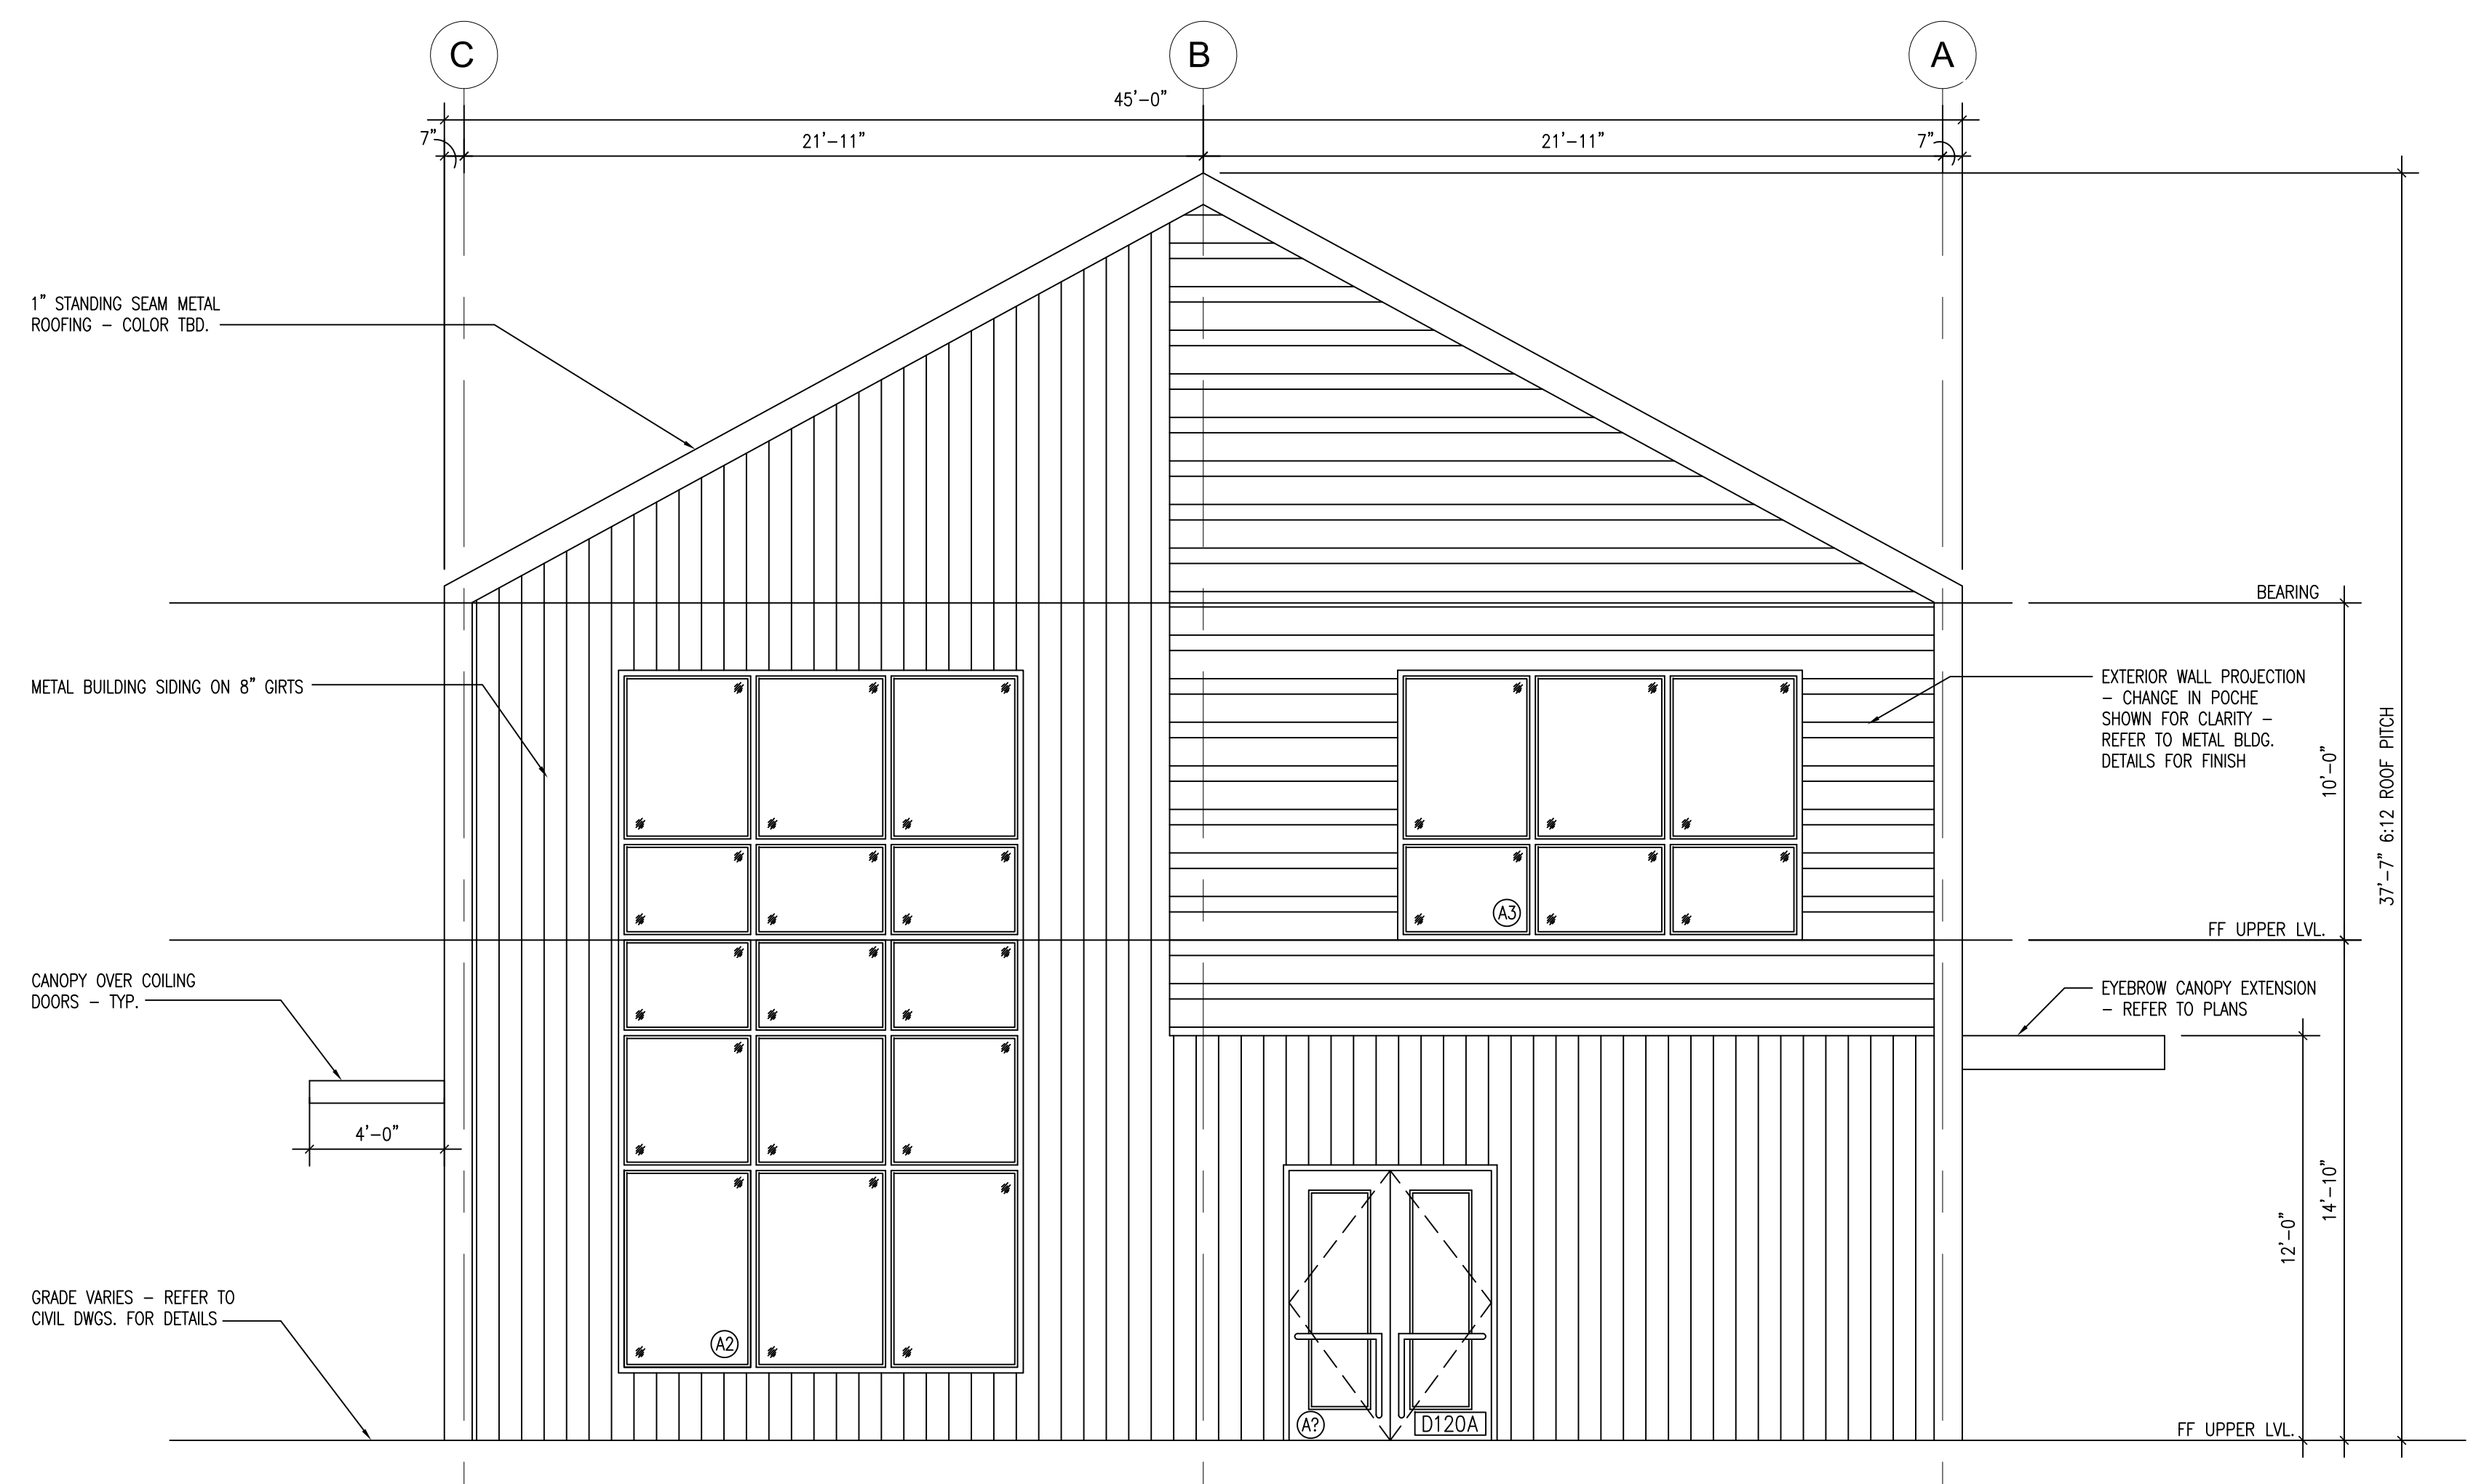 C
B
A
45'-0"
7"
21'-11"
21'-11"
7"
1" STANDING SEAM METAL
ROOFING - COLOR TBD.
BEARING
METAL BUILDING SIDING ON 8" GIRTS
EXTERIOR WALL PROJECTION
- CHANGE IN POCHE
SHOWN FOR CLARITY -
REFER TO METAL BLDG.
DETAILS FOR FINISH
10'-0"
37'-7" 6:12 ROOF PITCH
A3
FF UPPER LVL.
CANOPY OVER COILING
DOORS - TYP.
EYEBROW CANOPY EXTENSION
- REFER TO PLANS
4'-0"
14'-10"
12'-0"
GRADE VARIES - REFER TO
CIVIL DWGS. FOR DETAILS
A2
A?
D120A
FF UPPER LVL.